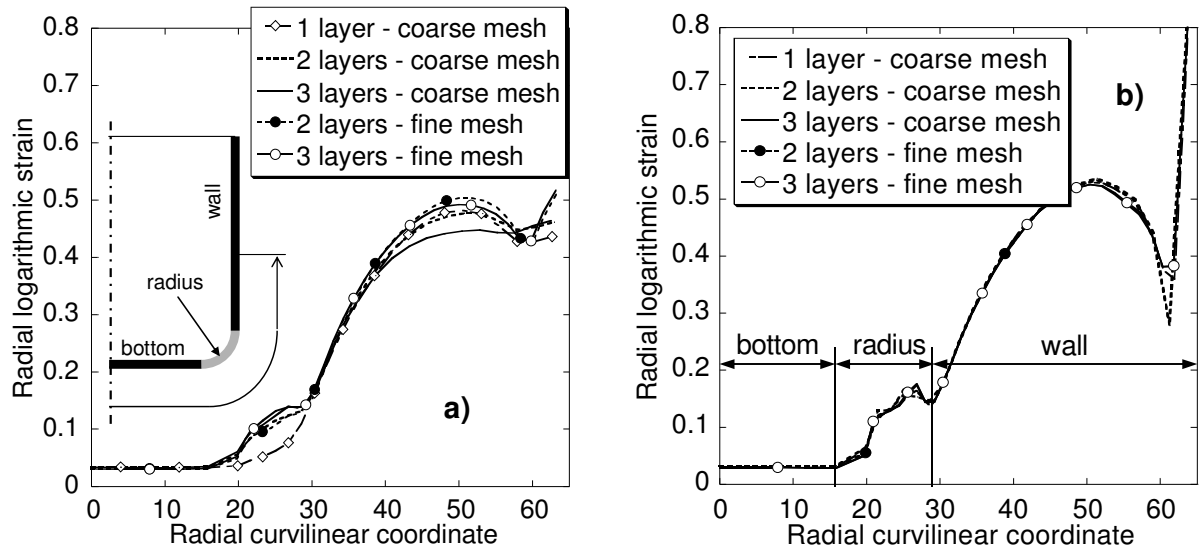 1 layer - coarse mesh
2 layers - coarse mesh
3 layers - coarse mesh
2 layers - fine mesh
3 layers - fine mesh
0.8
0.7
0.6
0.5
0.4
0.3
0.2
0.1
0
Radial logarithmic strain
wall
radius
bottom
a)
0 10 20 30 40 50 60
Radial curvilinear coordinate
1 layer - coarse mesh
2 layers - coarse mesh
3 layers - coarse mesh
2 layers - fine mesh
3 layers - fine mesh
b)
0.8
0.7
0.6
0.5
0.4
0.3
0.2
0.1
0
Radial logarithmic strain
bottom radius wall
0 10 20 30 40 50 60
Radial curvilinear coordinate